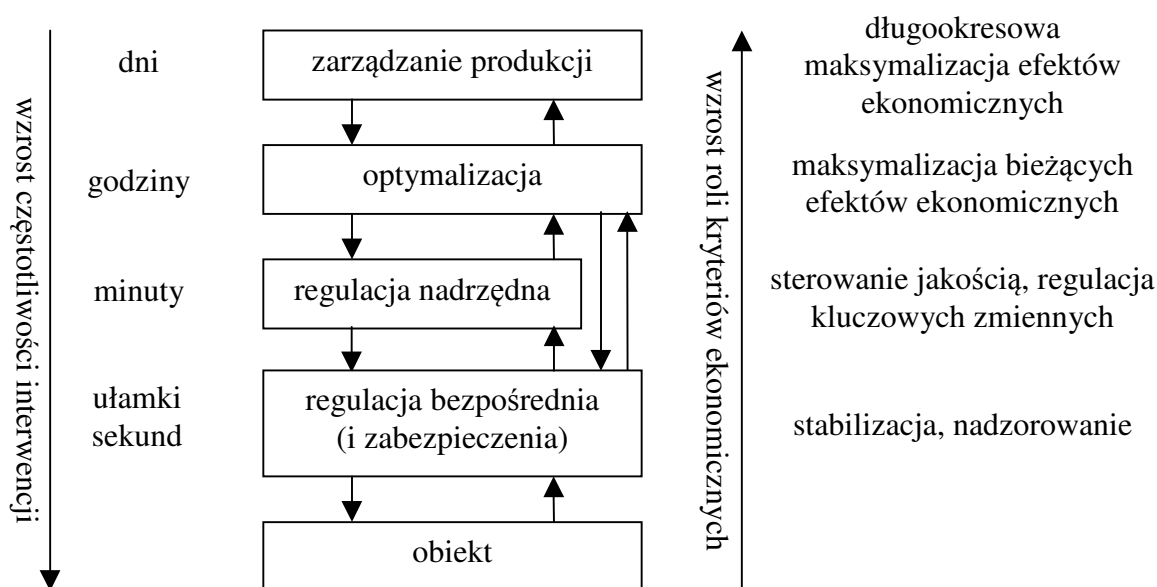 wzrost częstotliwości interwencji
dni
zarządzanie produkcji
długookresowa
maksymalizacja efektów
ekonomicznych
godziny
optymalizacja
maksymalizacja bieżących
efektów ekonomicznych
minuty
regulacja nadrzędna
sterowanie jakością, regulacja
kluczowych zmiennych
ułamki
sekund
regulacja bezpośrednia
(i zabezpieczenia)
stabilizacja, nadzorowanie
obiekt
wzrost roli kryteriów ekonomicznych